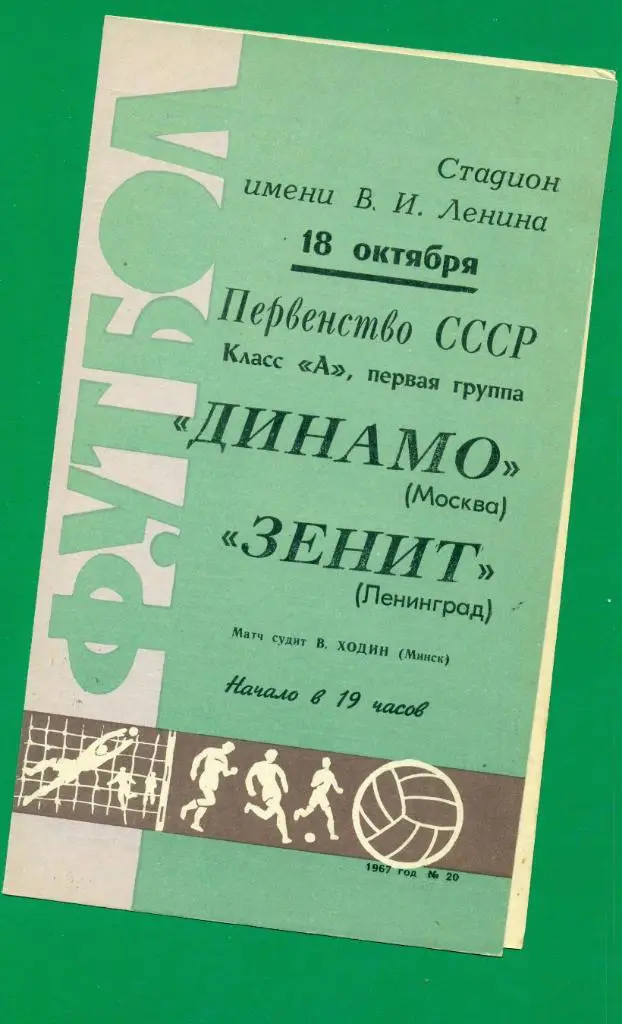 ФУТБОЛ
Стадион
имени В. И. Ленина
18 октября
Первенство СССР
Класс «А», первая группа
«ДИНАМО»
(Москва)
«ЗЕНИТ»
(Ленинград)
Матч судит В. ХОДИН (Минск)
Начало в 19 часов
1967 год № 20